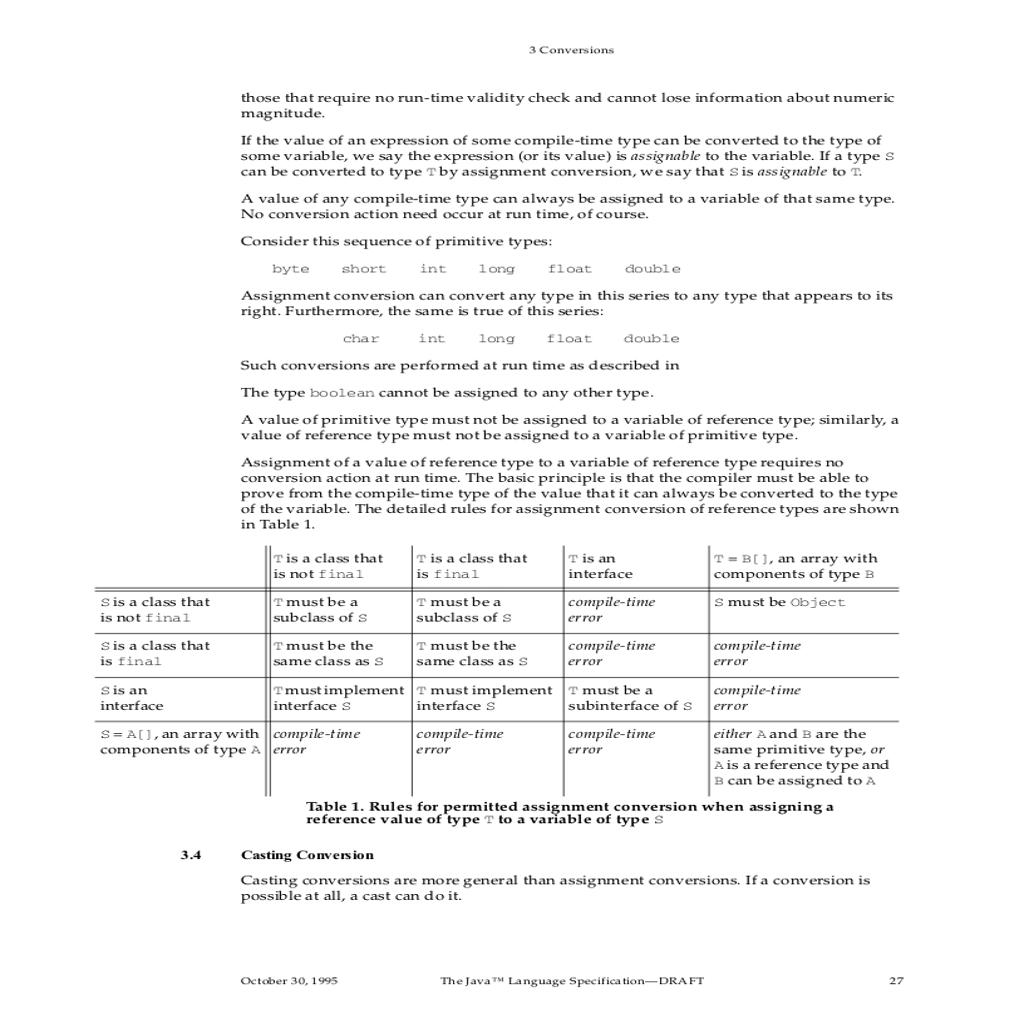 3 Conversions
those that require no run-time validity check and cannot lose information about numeric
magnitude.
If the value of an expression of some compile-time type can be converted to the type of
some variable, we say the expression (or its value) is assignable to the variable. If a type S
can be converted to type T by assignment conversion, we say that S is assignable to T.
A value of any compile-time type can always be assigned to a variable of that same type.
No conversion action need occur at run time, of course.
Consider this sequence of primitive types:
byte short int long float double
Assignment conversion can convert any type in this series to any type that appears to its
right. Furthermore, the same is true of this series:
char int long float double
Such conversions are performed at run time as described in
The type boolean cannot be assigned to any other type.
A value of primitive type must not be assigned to a variable of reference type; similarly, a
value of reference type must not be assigned to a variable of primitive type.
Assignment of a value of reference type to a variable of reference type requires no
conversion action at run time. The basic principle is that the compiler must be able to
prove from the compile-time type of the value that it can always be converted to the type
of the variable. The detailed rules for assignment conversion of reference types are shown
in Table 1.
T is a class that T is a class that T is an T = B[], an array with
is not final is final interface components of type B
S is a class that T must be a T must be a compile-time S must be Object
is not final subclass of S subclass of S error
S is a class that T must be the T must be the compile-time compile-time
is final same class as S same class as S error error
S is an T must implement T must implement T must be a compile-time
interface interface S interface S subinterface of S error
S = A[], an array with compile-time compile-time compile-time either A and B are the
components of type A error error error same primitive type, or
A is a reference type and
B can be assigned to A
Table 1. Rules for permitted assignment conversion when assigning a
reference value of type T to a variable of type S
3.4 Casting Conversion
Casting conversions are more general than assignment conversions. If a conversion is
possible at all, a cast can do it.
October 30, 1995 The Java™ Language Specification—DRAFT 27